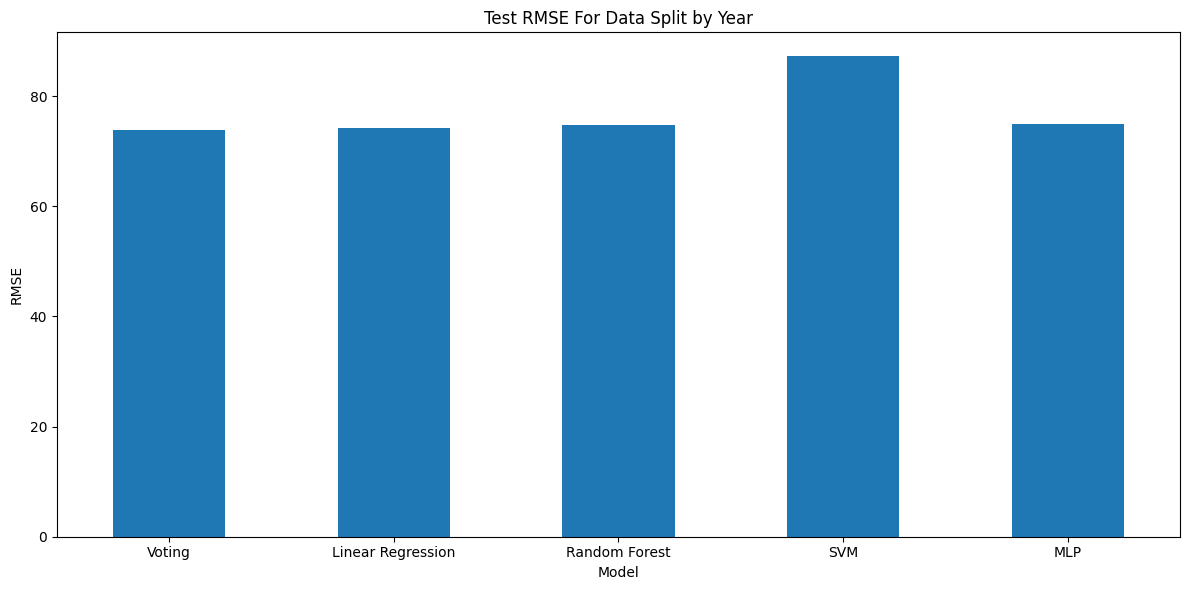 Test RMSE For Data Split by Year
RMSE
80
60
40
20
0
Voting
Linear Regression
Random Forest
SVM
MLP
Model